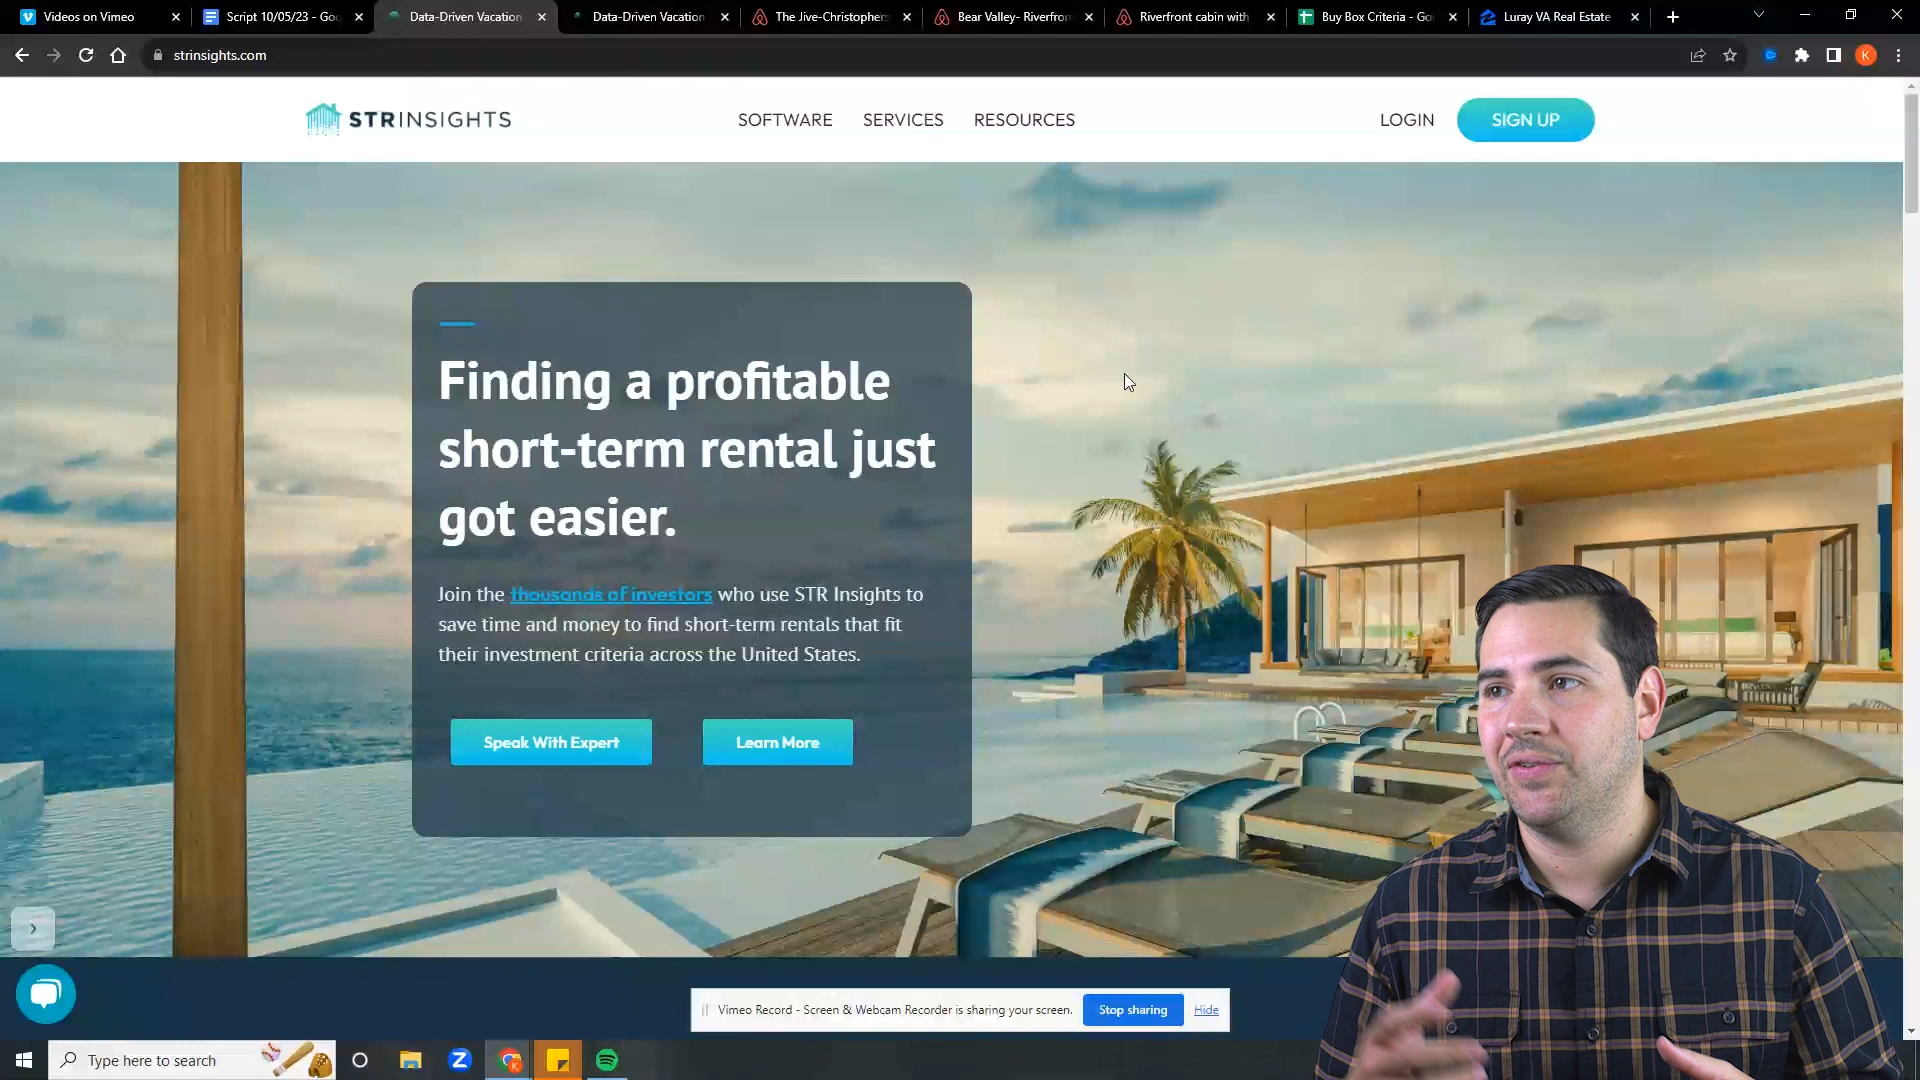 Videos on Vimeo
Script 10/05/23 - Goo
Data-Driven Vacation
Data-Driven Vacation
The Jive-Christophers
Bear Valley- Riverfron
Riverfront cabin with
Buy Box Criteria - Go
Luray VA Real Estate
strinsights.com
K
STRINSIGHTS
SOFTWARE
SERVICES
RESOURCES
LOGIN
SIGN UP
Finding a profitable
short-term rental just
got easier.
Join the thousands of investors who use STR Insights to
save time and money to find short-term rentals that fit
their investment criteria across the United States.
Speak With Expert
Learn More
Vimeo Record - Screen & Webcam Recorder is sharing your screen.
Stop sharing
Hide
Type here to search